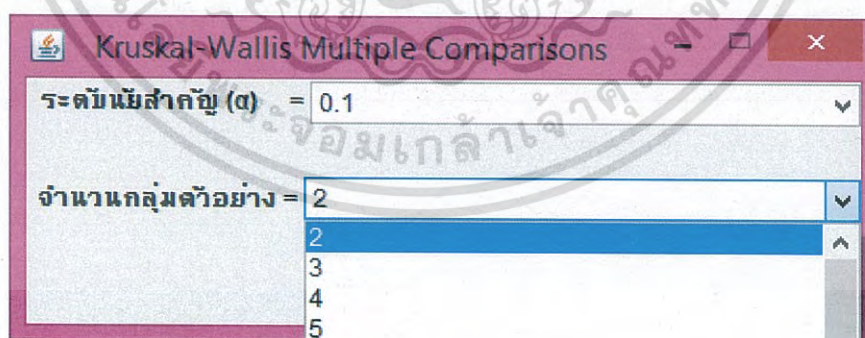 Kruskal-Wallis Multiple Comparisons
ระดับนัยสำคัญ (α) = 0.1
จำนวนกลุ่มตัวอย่าง = 2
2
3
4
5